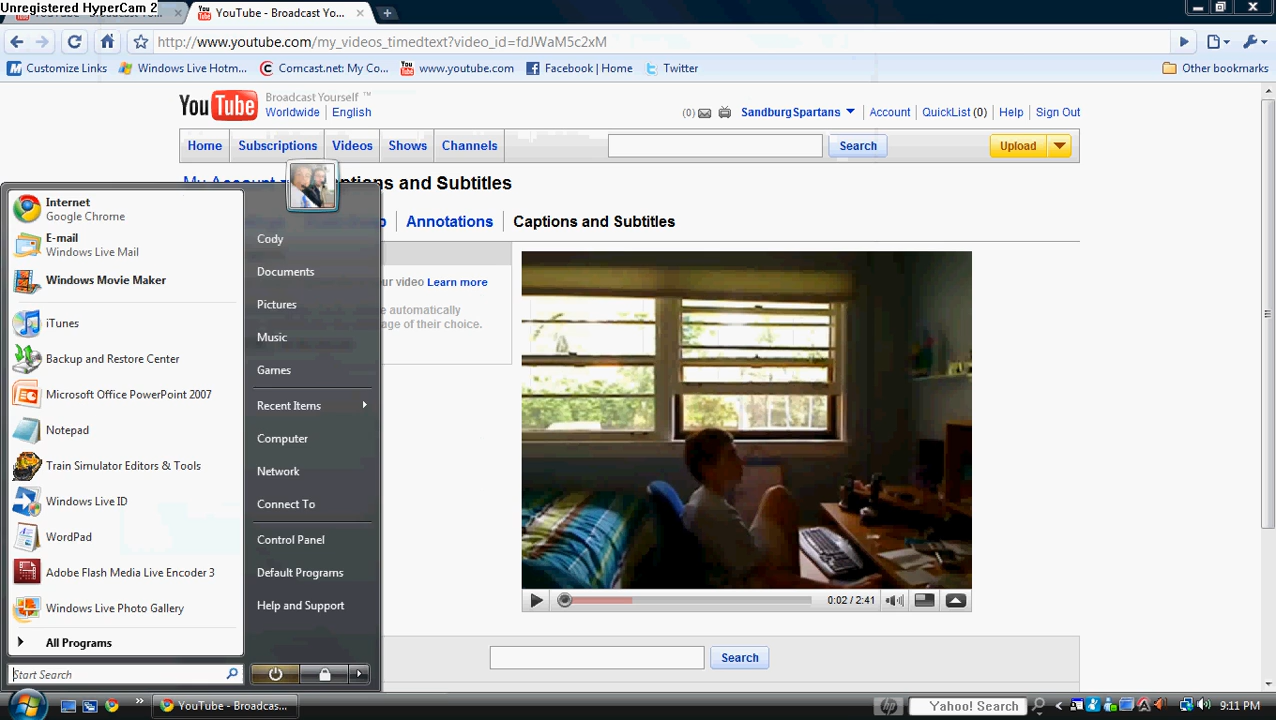 Unregistered HyperCam 2
YouTube - Broadcast Yo...
http://www.youtube.com/my_videos_timedtext?video_id=fdJWaM5c2xM
Customize Links
Windows Live Hotm...
Comcast.net: My Co...
www.youtube.com
Facebook | Home
Twitter
Other bookmarks
YouTube
Broadcast Yourself ™
Worldwide | English
(0)
SandburgSpartans
Account
QuickList (0)
Help
Sign Out
Home
Subscriptions
Videos
Shows
Channels
Search
Upload
My Account
ptions and Subtitles
Annotations
Captions and Subtitles
ur video Learn more
automatically
age of their choice.
Internet
Google Chrome
E-mail
Windows Live Mail
Windows Movie Maker
iTunes
Backup and Restore Center
Microsoft Office PowerPoint 2007
Notepad
Train Simulator Editors & Tools
Windows Live ID
WordPad
Adobe Flash Media Live Encoder 3
Windows Live Photo Gallery
All Programs
Start Search
Cody
Documents
Pictures
Music
Games
Recent Items
Computer
Network
Connect To
Control Panel
Default Programs
Help and Support
0:02 / 2:41
Search
YouTube - Broadcas...
hp
Yahoo! Search
9:11 PM